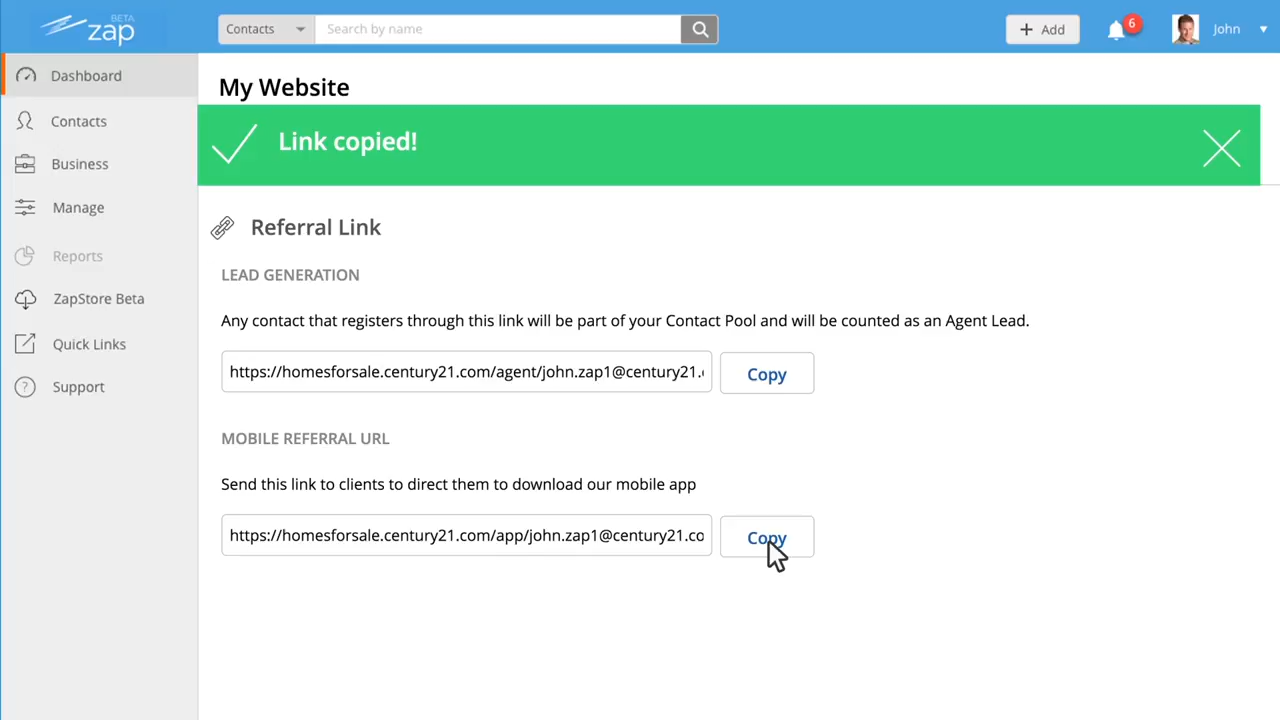 BETA
zap
Contacts
Search by name
+ Add
6
John
Dashboard
Contacts
Business
Manage
Reports
ZapStore Beta
Quick Links
? Support
My Website
Link copied!
Referral Link
LEAD GENERATION
Any contact that registers through this link will be part of your Contact Pool and will be counted as an Agent Lead.
https://homesforsale.century21.com/agent/john.zap1@century21.
Copy
MOBILE REFERRAL URL
Send this link to clients to direct them to download our mobile app
https://homesforsale.century21.com/app/john.zap1@century21.co
Copy